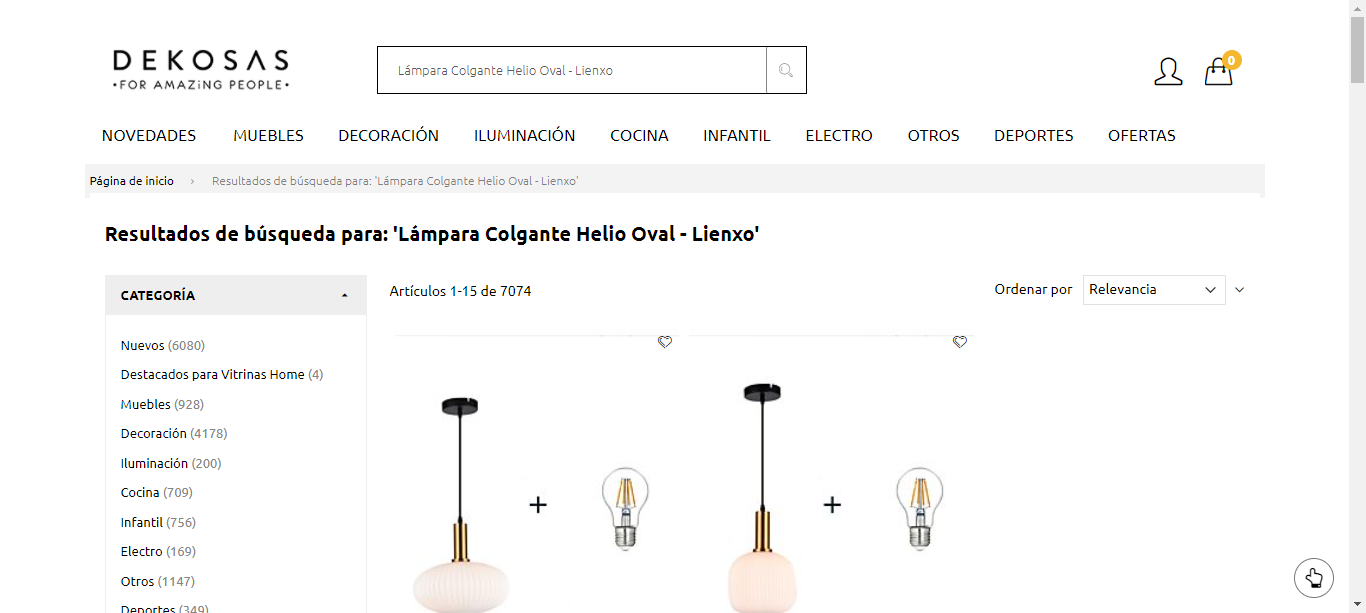 DEKOSAS
•FOR AMAZiNG PEOPLE•
Lámpara Colgante Helio Oval - Lienxo
0
NOVEDADES MUEBLES DECORACIÓN ILUMINACIÓN COCINA INFANTIL ELECTRO OTROS DEPORTES OFERTAS
Página de inicio › Resultados de búsqueda para: 'Lámpara Colgante Helio Oval - Lienxo'
Resultados de búsqueda para: 'Lámpara Colgante Helio Oval - Lienxo'
CATEGORÍA
Artículos 1-15 de 7074
Ordenar por Relevancia
Nuevos (6080)
Destacados para Vitrinas Home (4)
Muebles (928)
Decoración (4178)
Iluminación (200)
Cocina (709)
Infantil (756)
Electro (169)
Otros (1147)
Deportes (349)
+ +